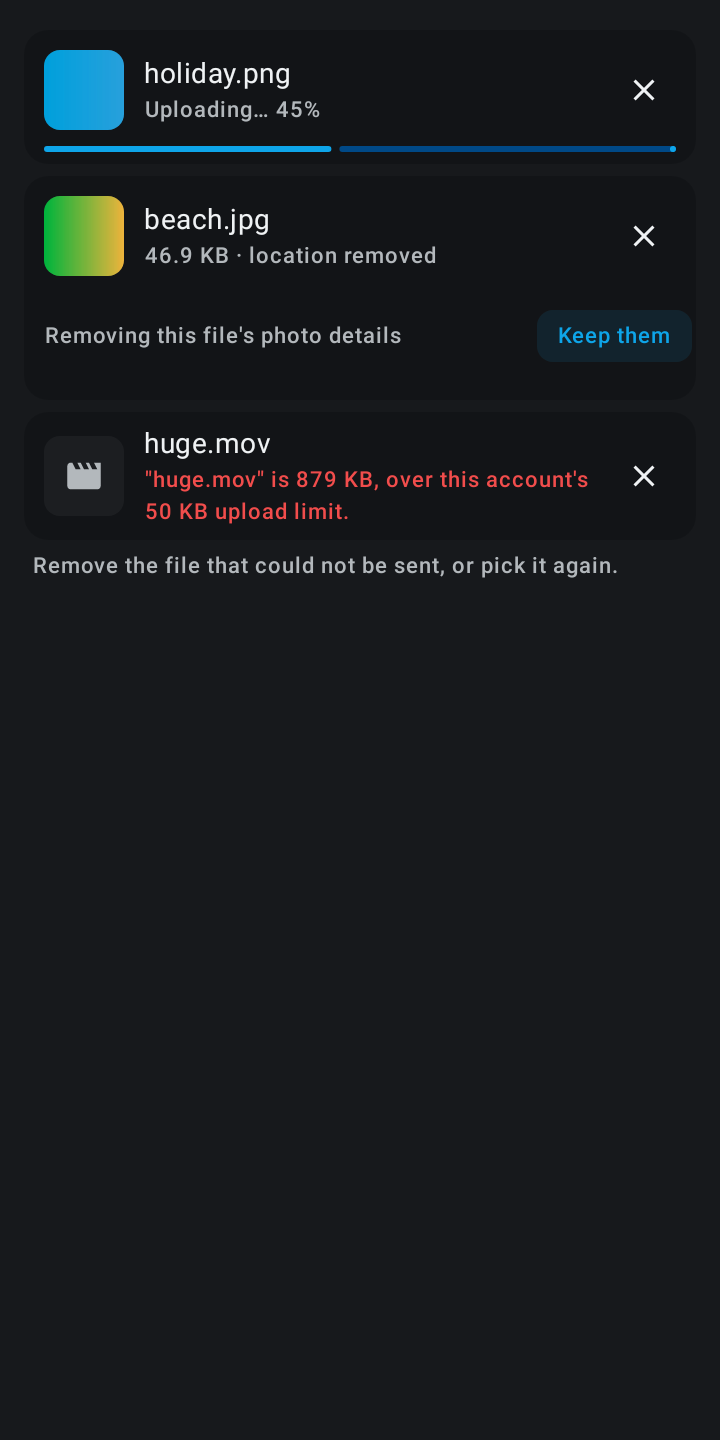 holiday.png
Uploading… 45%
beach.jpg
46.9 KB · location removed
Removing this file's photo details
Keep them
huge.mov
"huge.mov" is 879 KB, over this account's
50 KB upload limit.
Remove the file that could not be sent, or pick it again.